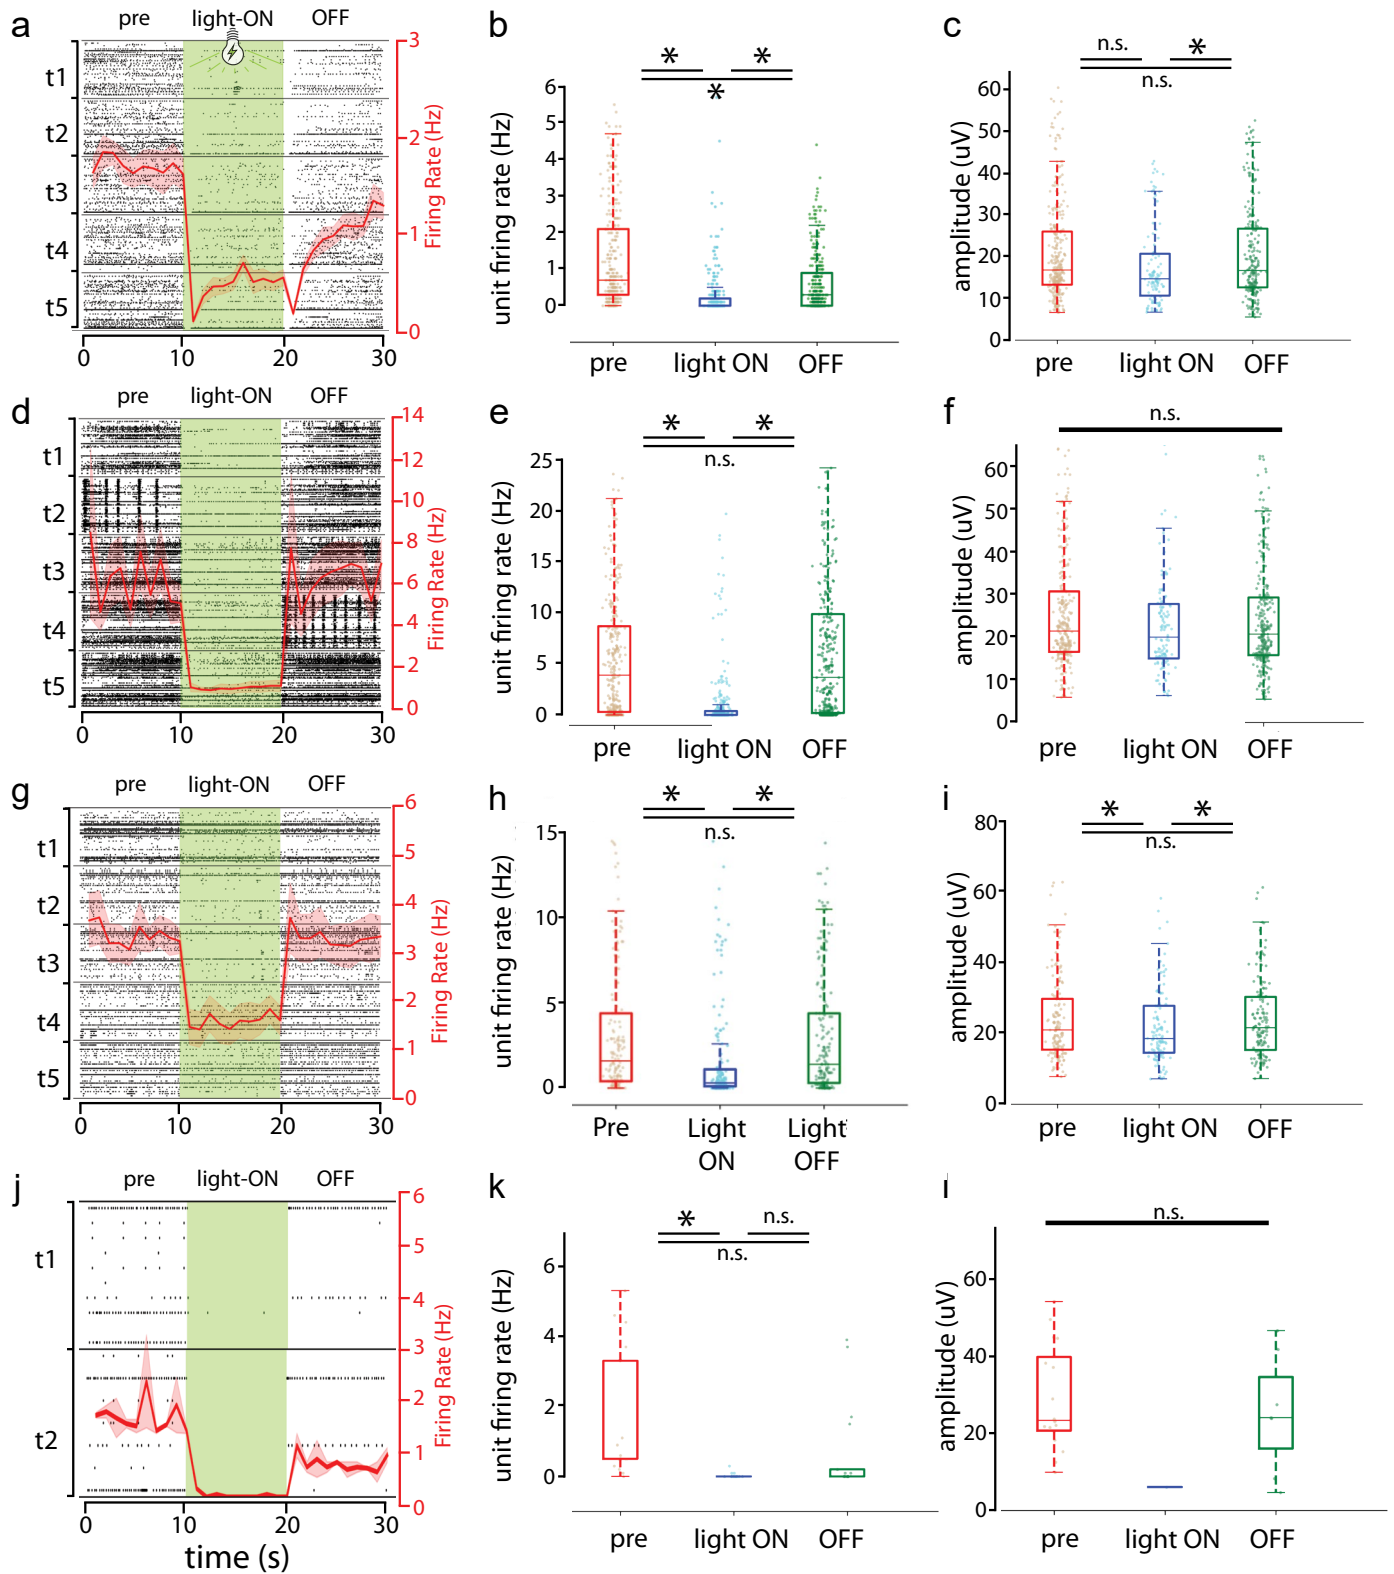 a
pre light-ON OFF
t1
t2
t3
t4
t5
0 10 20 30
3
2
1
0
Firing Rate (Hz)
b
* *
*
6
5
4
3
2
1
0
unit firing rate (Hz)
pre light ON OFF
c
n.s. *
n.s.
60
50
40
30
20
10
0
amplitude (uV)
pre light ON OFF
d
pre light-ON OFF
t1
t2
t3
t4
t5
0 10 20 30
14
12
10
8
6
4
2
0
Firing Rate (Hz)
e
* *
n.s.
25
20
15
10
5
0
unit firing rate (Hz)
pre light ON OFF
f
n.s.
60
50
40
30
20
10
0
amplitude (uV)
pre light ON OFF
g
pre light-ON OFF
t1
t2
t3
t4
t5
0 10 20 30
6
5
4
3
2
1
0
Firing Rate (Hz)
h
* *
n.s.
15
10
5
0
unit firing rate (Hz)
Pre Light Light
ON OFF
i
* *
n.s.
80
60
40
20
0
amplitude (uV)
pre light ON OFF
j
pre light-ON OFF
t1
t2
0 10 20 30
time (s)
6
5
4
3
2
1
0
Firing Rate (Hz)
k
* n.s.
n.s.
6
4
2
0
unit firing rate (Hz)
pre light ON OFF
l
n.s.
60
40
20
0
amplitude (uV)
pre light ON OFF